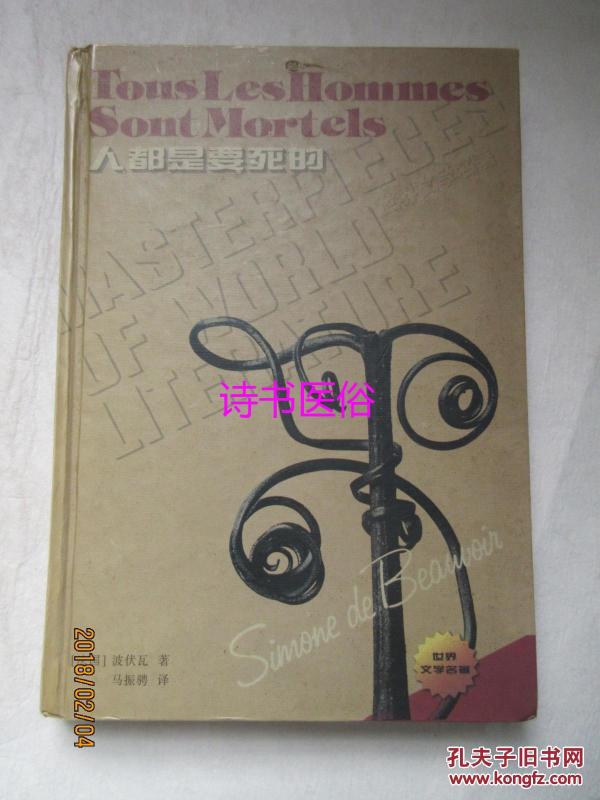 Tous Les Hommes
Sont Mortels
人都是要死的
MASTERPIECES
OF WORLD
LITERATURE
诗书医俗
Simone de Beauvoir
国] 波伏瓦 著
马振骋 译
世界
文学名著
2018/02/04
孔夫子旧书网
www.kongfz.com